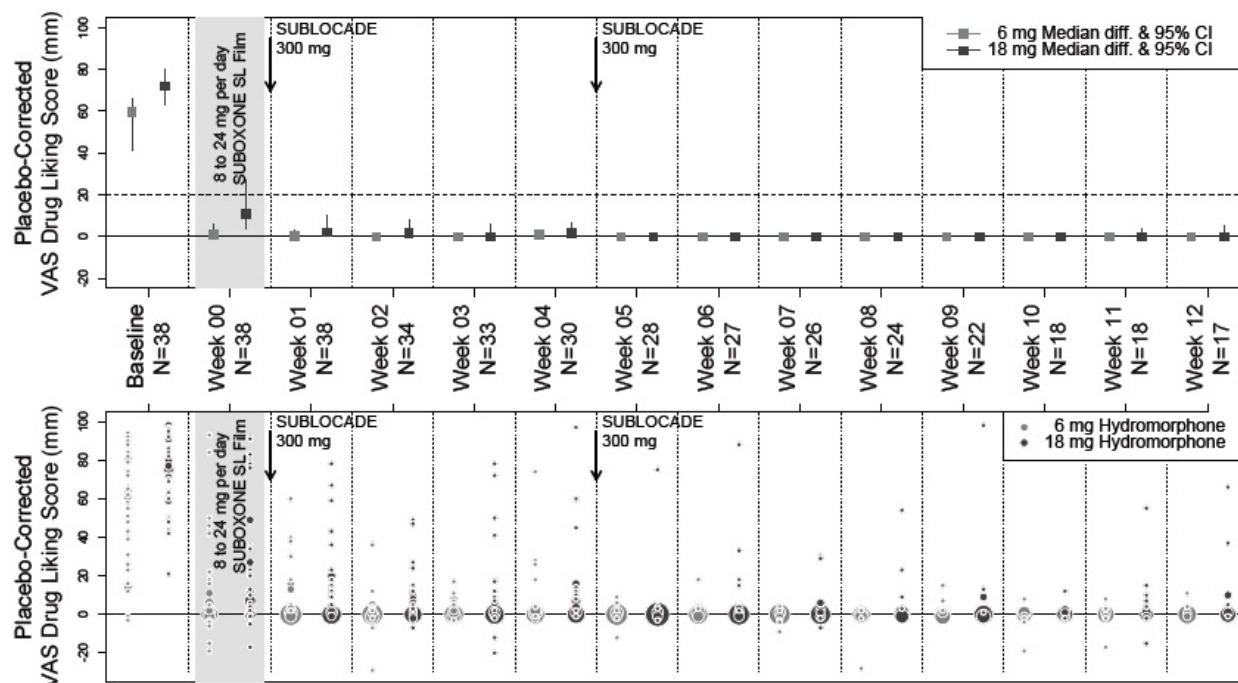 Placebo-Corrected
VAS Drug Liking Score (mm)
100
80
60
40
20
0
-20
8 to 24 mg per day
SUBOXONE SL Film
SUBLOCADE
300 mg
SUBLOCADE
300 mg
6 mg Median diff. & 95% CI
18 mg Median diff. & 95% CI
Baseline
N=38
Week 00
N=38
Week 01
N=38
Week 02
N=34
Week 03
N=33
Week 04
N=30
Week 05
N=28
Week 06
N=27
Week 07
N=26
Week 08
N=24
Week 09
N=22
Week 10
N=18
Week 11
N=18
Week 12
N=17
Placebo-Corrected
VAS Drug Liking Score (mm)
100
80
60
40
20
0
-20
8 to 24 mg per day
SUBOXONE SL Film
SUBLOCADE
300 mg
SUBLOCADE
300 mg
6 mg Hydromorphone
18 mg Hydromorphone